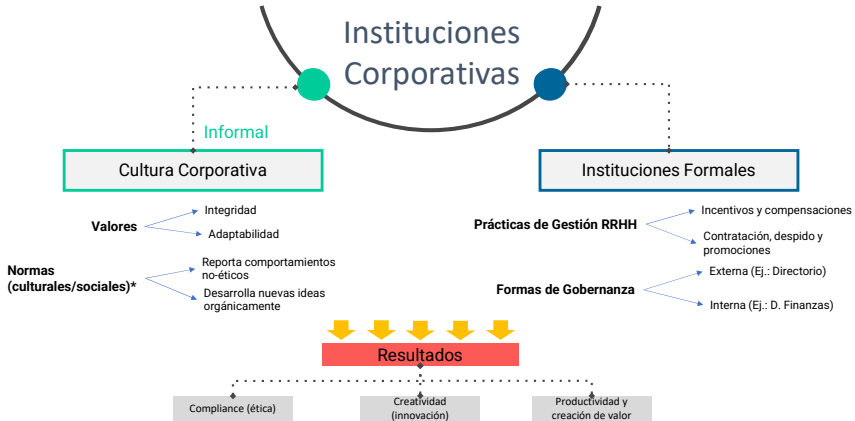 Instituciones
Corporativas
Informal
Cultura Corporativa
Instituciones Formales
Valores
Integridad
Adaptabilidad
Normas
(culturales/sociales)*
Reporta comportamientos
no-éticos
Desarrolla nuevas ideas
orgánicamente
Prácticas de Gestión RRHH
Incentivos y compensaciones
Contratación, despido y
promociones
Formas de Gobernanza
Externa (Ej.: Directorio)
Interna (Ej.: D. Finanzas)
Resultados
Compliance (ética)
Creatividad
(innovación)
Productividad y
creación de valor